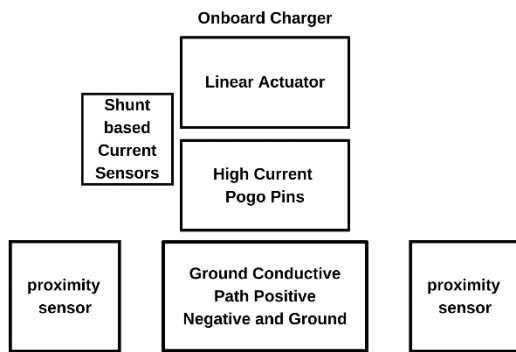 Onboard Charger
Linear Actuator
Shunt
based
Current
Sensors
High Current
Pogo Pins
proximity
sensor
Ground Conductive
Path Positive
Negative and Ground
proximity
sensor